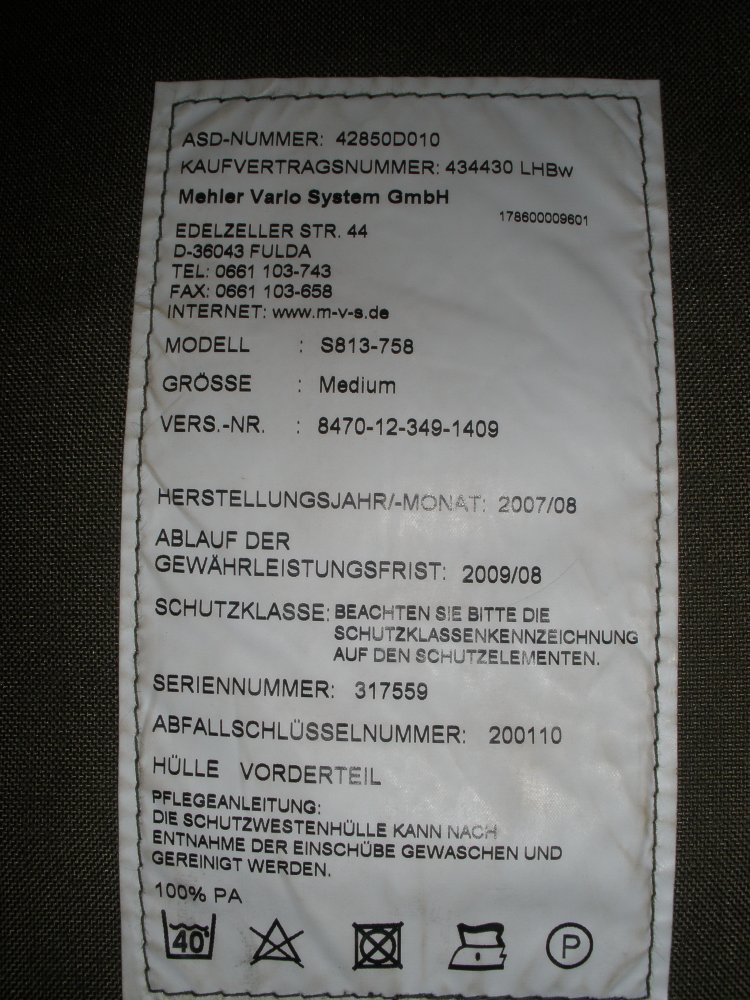 ASD-NUMMER: 42850D010
KAUFVERTRAGSNUMMER: 434430 LHBw
Mehler Vario System GmbH
178600009601
EDELZELLER STR. 44
D-36043 FULDA
TEL: 0661 103-743
FAX: 0661 103-658
INTERNET: www.m-v-s.de
MODELL : S813-758
GRÖSSE : Medium
VERS.-NR. : 8470-12-349-1409
HERSTELLUNGSJAHR/-MONAT: 2007/08
ABLAUF DER
GEWÄHRLEISTUNGSFRIST: 2009/08
SCHUTZKLASSE: BEACHTEN SIE BITTE DIE
SCHUTZKLASSENKENNZEICHNUNG
AUF DEN SCHUTZELEMENTEN.
SERIENNUMMER: 317559
ABFALLSCHLÜSSELNUMMER: 200110
HÜLLE VORDERTEIL
PFLEGEANLEITUNG:
DIE SCHUTZWESTENHÜLLE KANN NACH
ENTNAHME DER EINSCHÜBE GEWASCHEN UND
GEREINIGT WERDEN.
100% PA
40 P